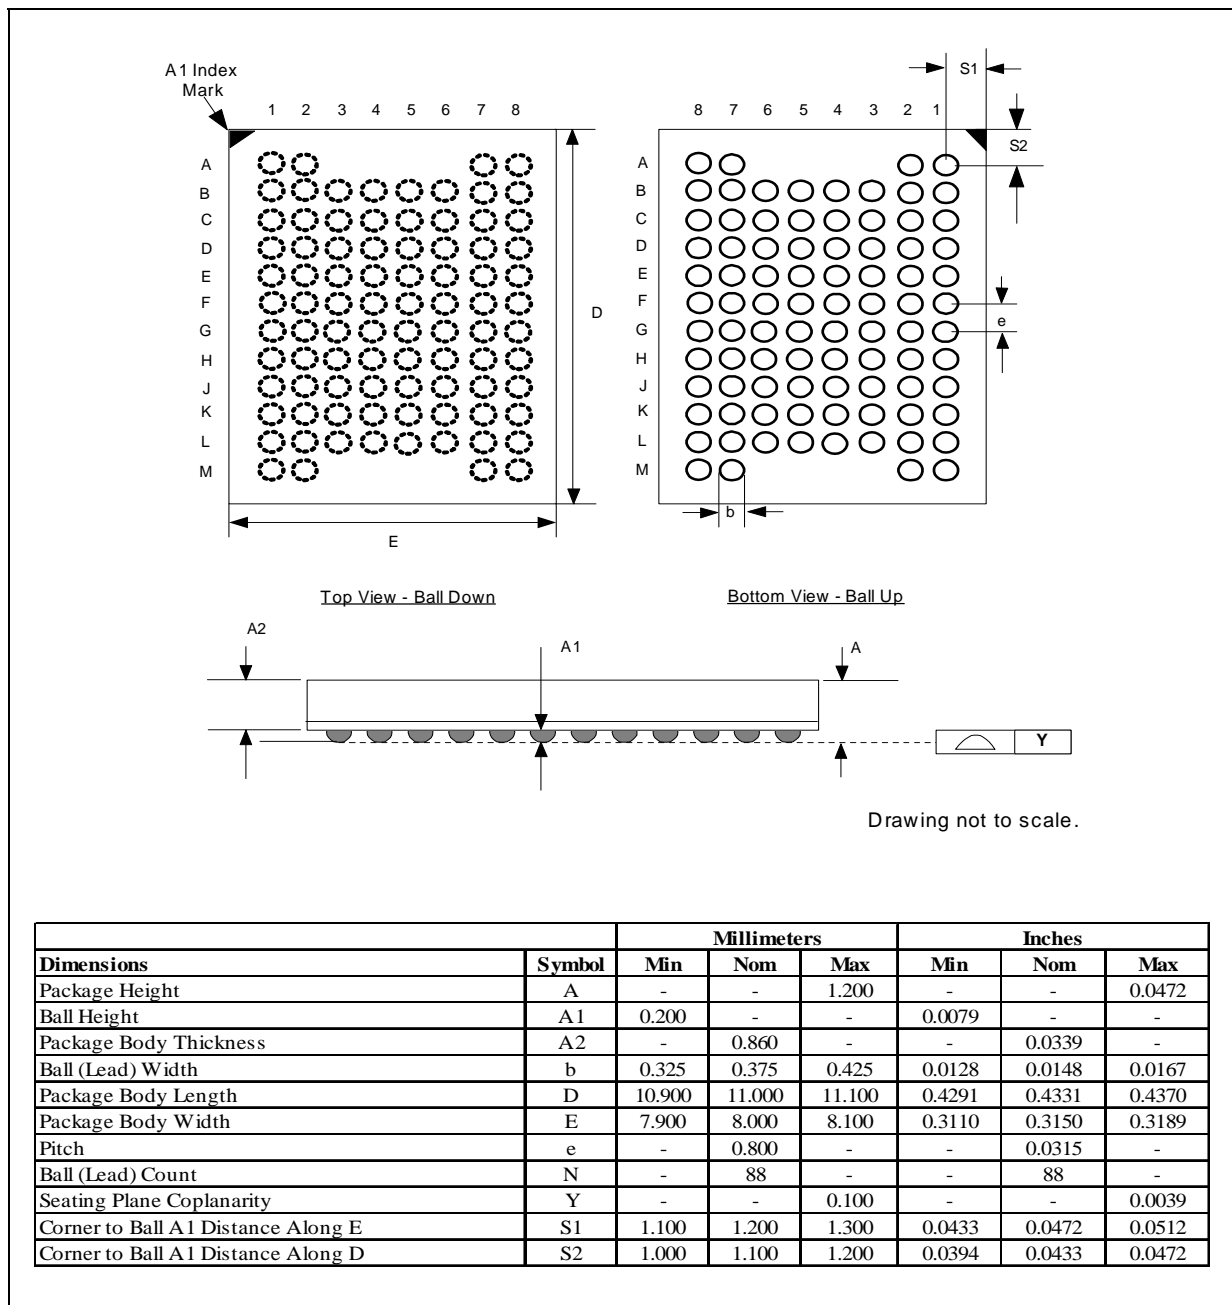 A1 Index
Mark
1 2 3 4 5 6 7 8
A
B
C
D
E
F
G
H
J
K
L
M
D
E
Top View - Ball Down
8 7 6 5 4 3 2 1
A
B
C
D
E
F
G
H
J
K
L
M
S1
S2
e
b
Bottom View - Ball Up
A2
A1
A
Y
Drawing not to scale.
Millimeters Inches
Dimensions Symbol Min Nom Max Min Nom Max
Package Height A - - 1.200 - - 0.0472
Ball Height A1 0.200 - - 0.0079 - -
Package Body Thickness A2 - 0.860 - - 0.0339 -
Ball (Lead) Width b 0.325 0.375 0.425 0.0128 0.0148 0.0167
Package Body Length D 10.900 11.000 11.100 0.4291 0.4331 0.4370
Package Body Width E 7.900 8.000 8.100 0.3110 0.3150 0.3189
Pitch e - 0.800 - - 0.0315 -
Ball (Lead) Count N - 88 - - 88 -
Seating Plane Coplanarity Y - - 0.100 - - 0.0039
Corner to Ball A1 Distance Along E S1 1.100 1.200 1.300 0.0433 0.0472 0.0512
Corner to Ball A1 Distance Along D S2 1.000 1.100 1.200 0.0394 0.0433 0.0472